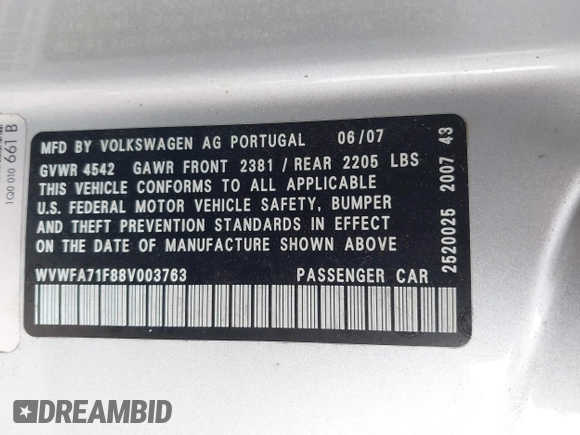 MFD BY VOLKSWAGEN AG PORTUGAL 06/07
GVWR 4542 GAWR FRONT 2381 / REAR 2205 LBS
THIS VEHICLE CONFORMS TO ALL APPLICABLE
U.S. FEDERAL MOTOR VEHICLE SAFETY, BUMPER
AND THEFT PREVENTION STANDARDS IN EFFECT
ON THE DATE OF MANUFACTURE SHOWN ABOVE
WVWFA71F88V003763 PASSENGER CAR
2520025 2007 43
1Q0 010 661 B
DREAMBID